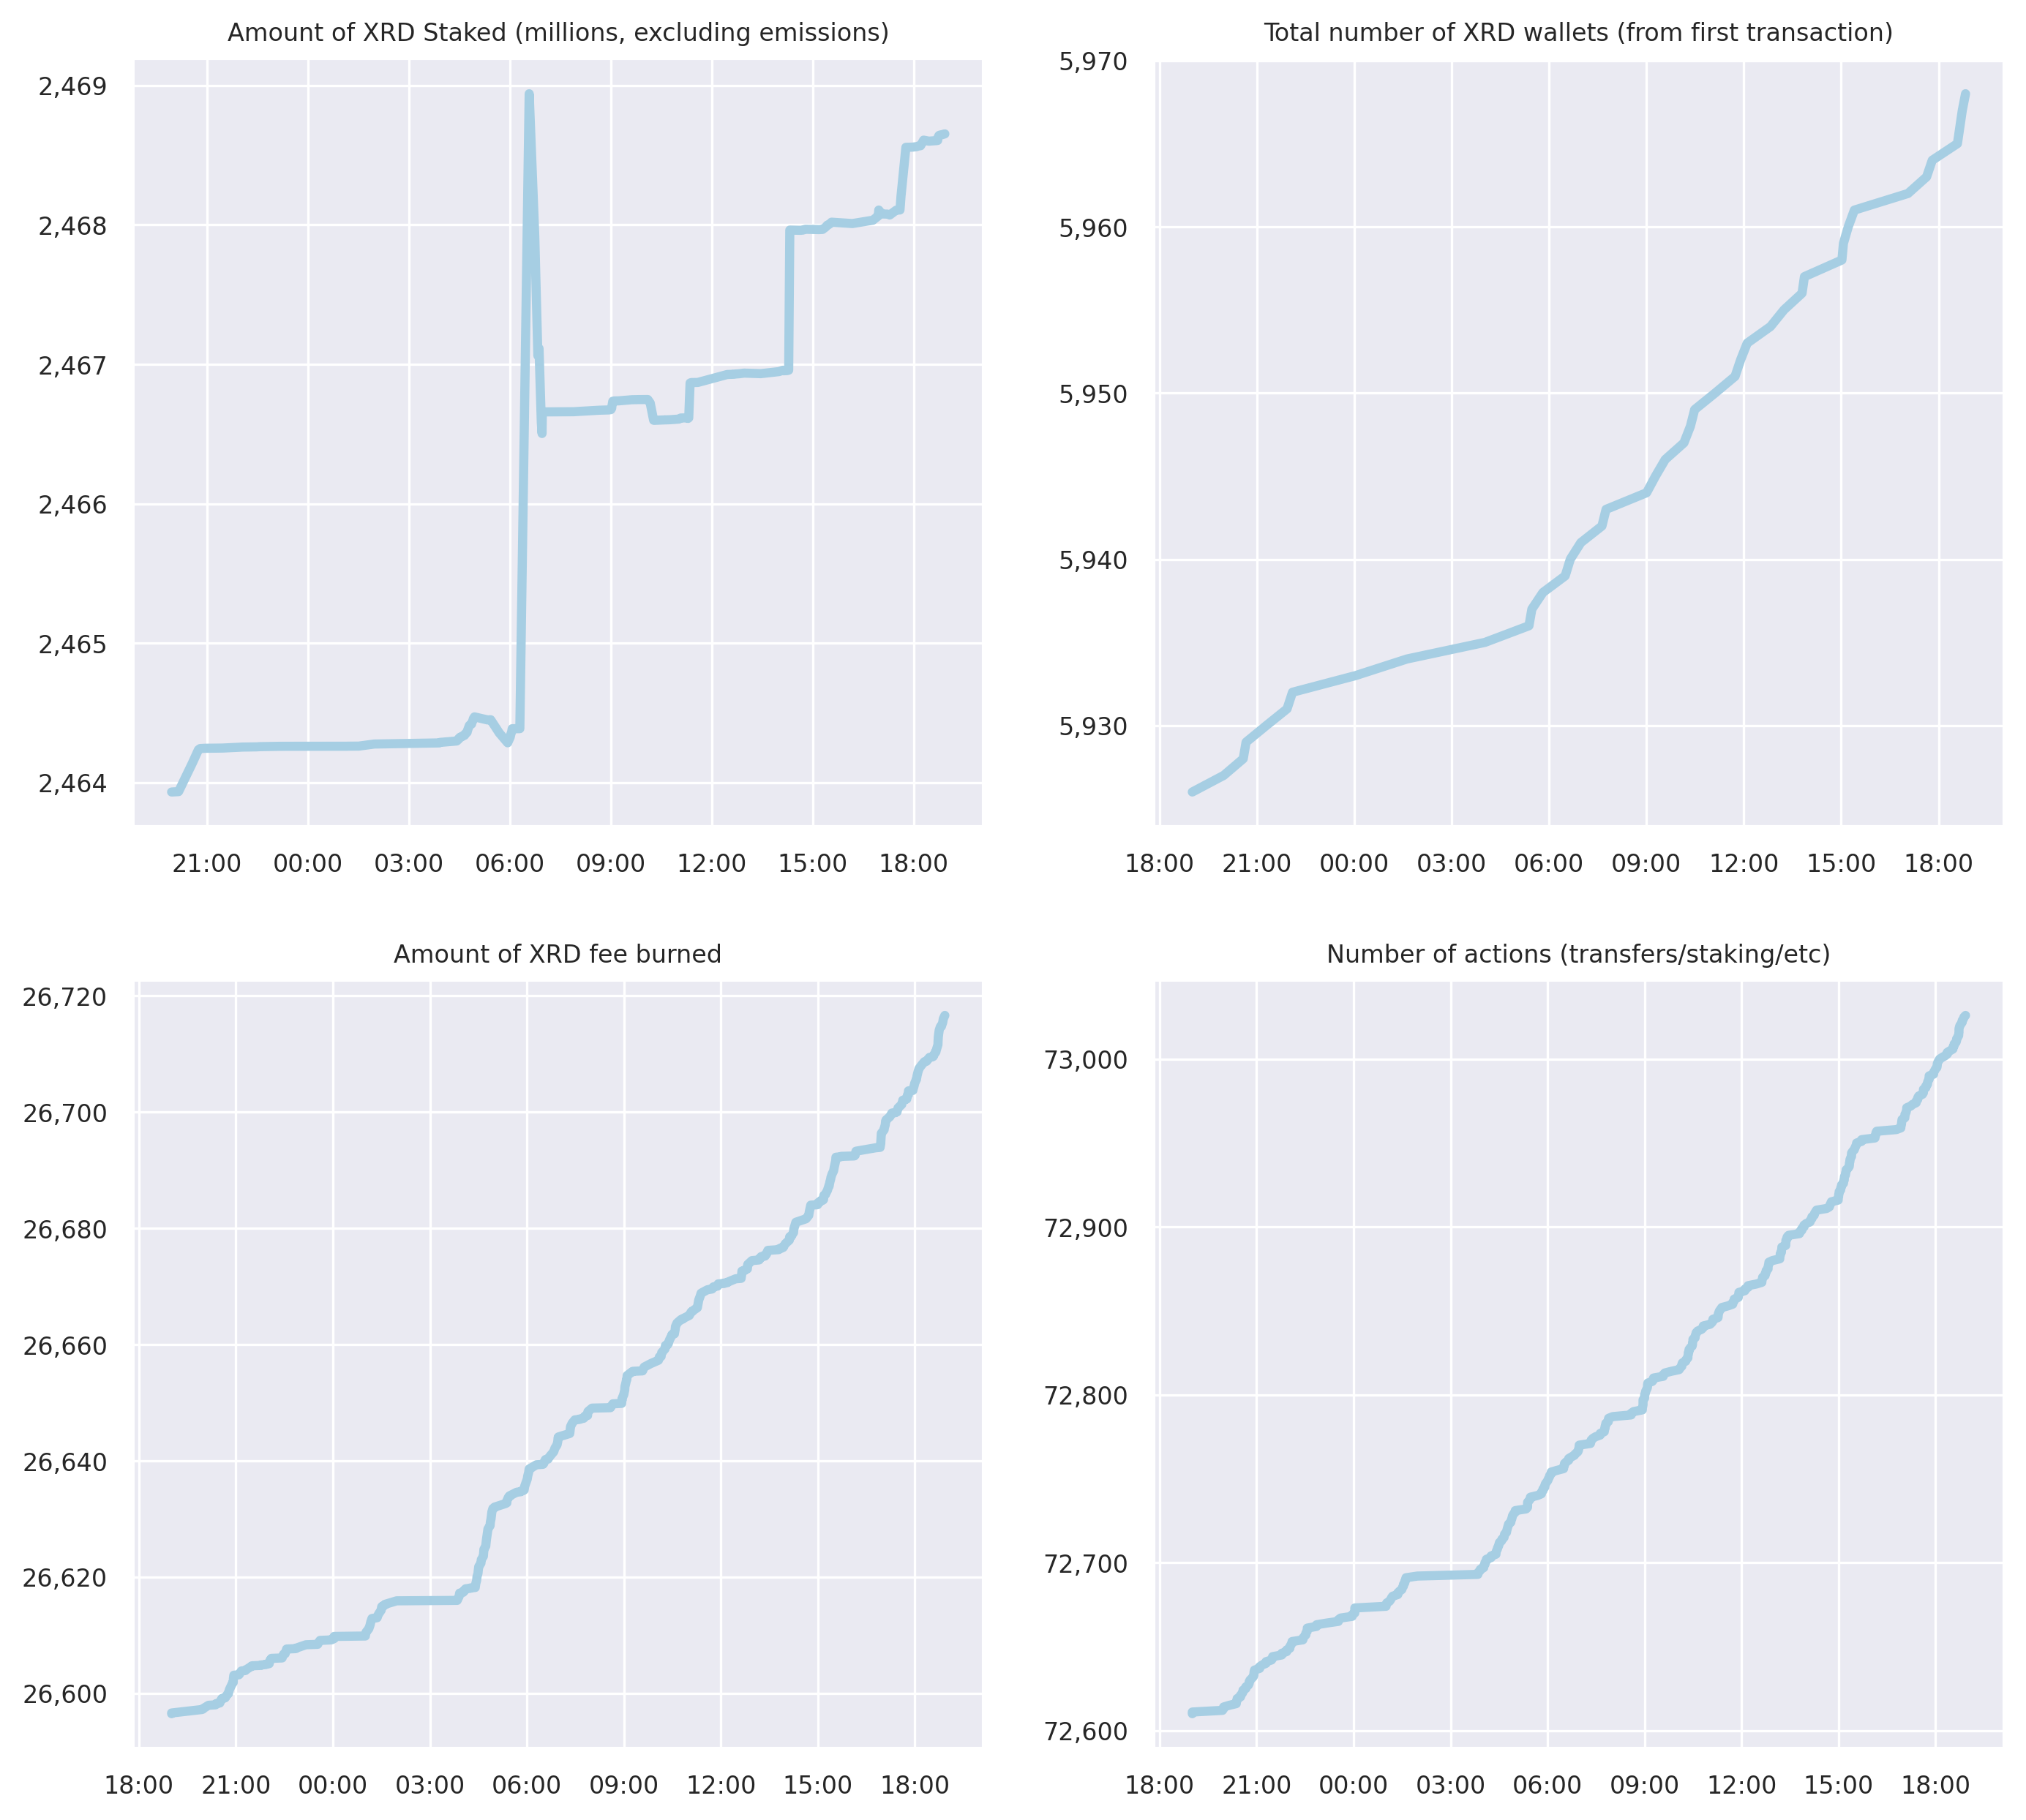 Amount of XRD Staked (millions, excluding emissions)
2,469
2,468
2,467
2,466
2,465
2,464
21:00 00:00 03:00 06:00 09:00 12:00 15:00 18:00
Total number of XRD wallets (from first transaction)
5,970
5,960
5,950
5,940
5,930
18:00 21:00 00:00 03:00 06:00 09:00 12:00 15:00 18:00
Amount of XRD fee burned
26,720
26,700
26,680
26,660
26,640
26,620
26,600
18:00 21:00 00:00 03:00 06:00 09:00 12:00 15:00 18:00
Number of actions (transfers/staking/etc)
73,000
72,900
72,800
72,700
72,600
18:00 21:00 00:00 03:00 06:00 09:00 12:00 15:00 18:00